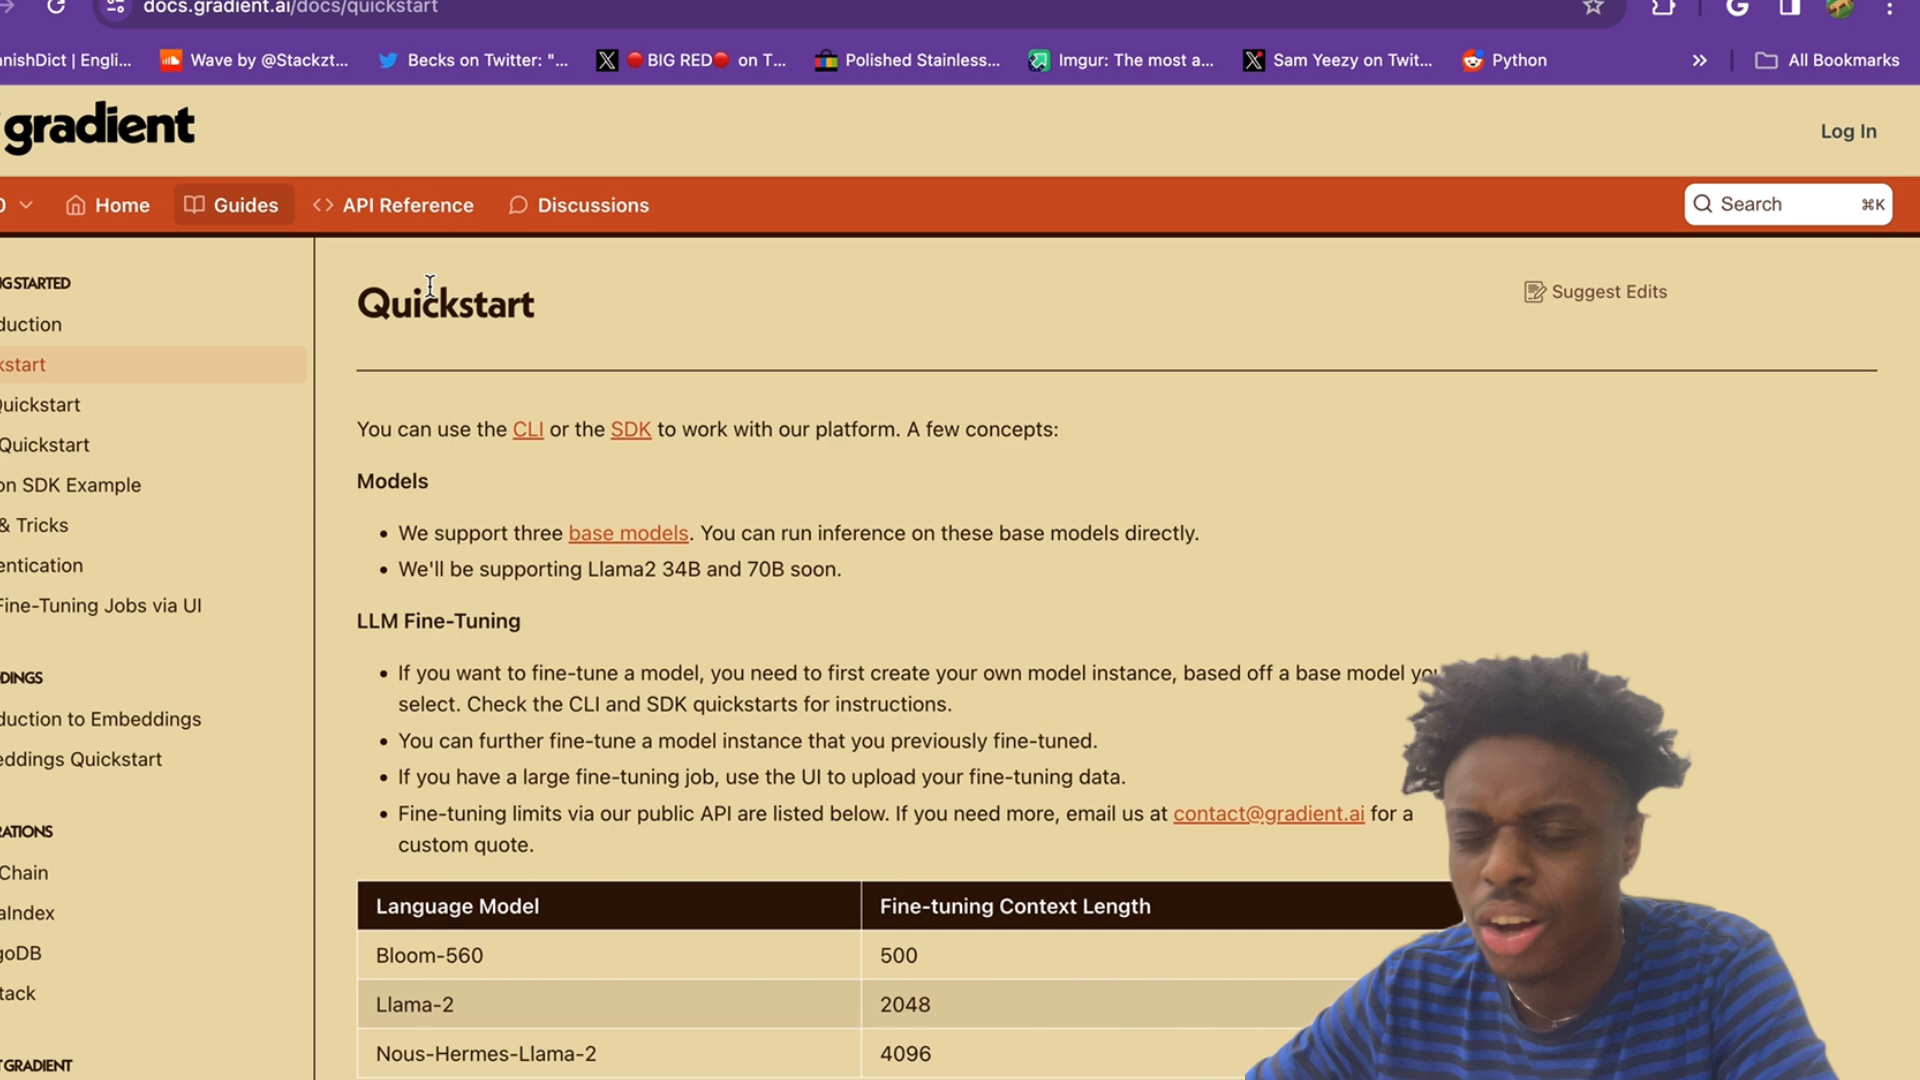 docs.gradient.ai/docs/quickstart
nishDict | Engli...
Wave by @Stackzt...
Becks on Twitter: "...
BIG RED on T...
Polished Stainless...
Imgur: The most a...
Sam Yeezy on Twit...
Python
All Bookmarks
gradient
Log In
Home
Guides
API Reference
Discussions
Search
⌘K
G STARTED
duction
kstart
Quickstart
Quickstart
on SDK Example
& Tricks
entication
Fine-Tuning Jobs via UI
DINGS
duction to Embeddings
eddings Quickstart
RATIONS
Chain
aIndex
goDB
tack
T GRADIENT
Quickstart
Suggest Edits
You can use the CLI or the SDK to work with our platform. A few concepts:
Models
We support three base models. You can run inference on these base models directly.
We'll be supporting Llama2 34B and 70B soon.
LLM Fine-Tuning
If you want to fine-tune a model, you need to first create your own model instance, based off a base model you
select. Check the CLI and SDK quickstarts for instructions.
You can further fine-tune a model instance that you previously fine-tuned.
If you have a large fine-tuning job, use the UI to upload your fine-tuning data.
Fine-tuning limits via our public API are listed below. If you need more, email us at contact@gradient.ai for a
custom quote.
Language Model
Fine-tuning Context Length
Bloom-560
500
Llama-2
2048
Nous-Hermes-Llama-2
4096